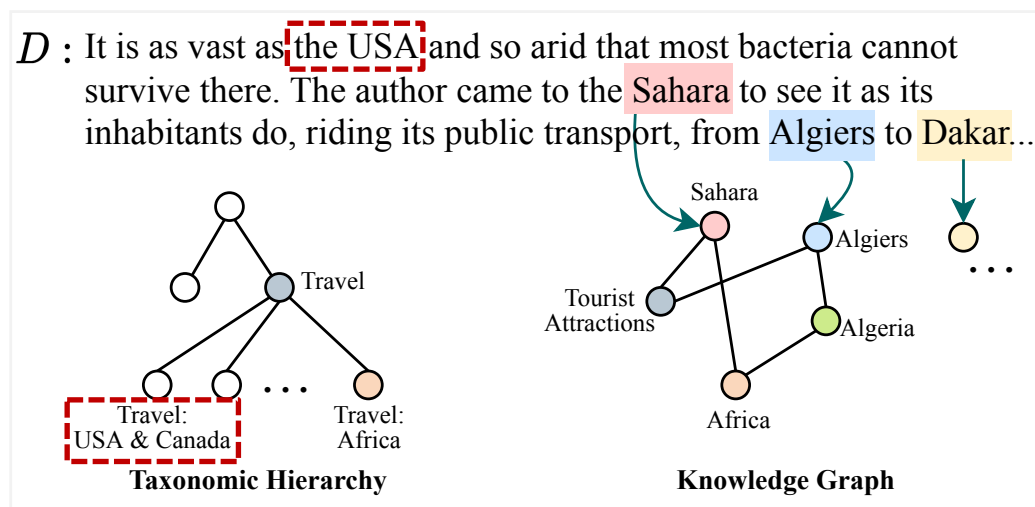 D : It is as vast as the USA and so arid that most bacteria cannot
survive there. The author came to the Sahara to see it as its
inhabitants do, riding its public transport, from Algiers to Dakar...
Sahara
Algiers
...
Travel
Tourist
Attractions
Algeria
...
Travel:
USA & Canada
Travel:
Africa
Africa
Taxonomic Hierarchy
Knowledge Graph